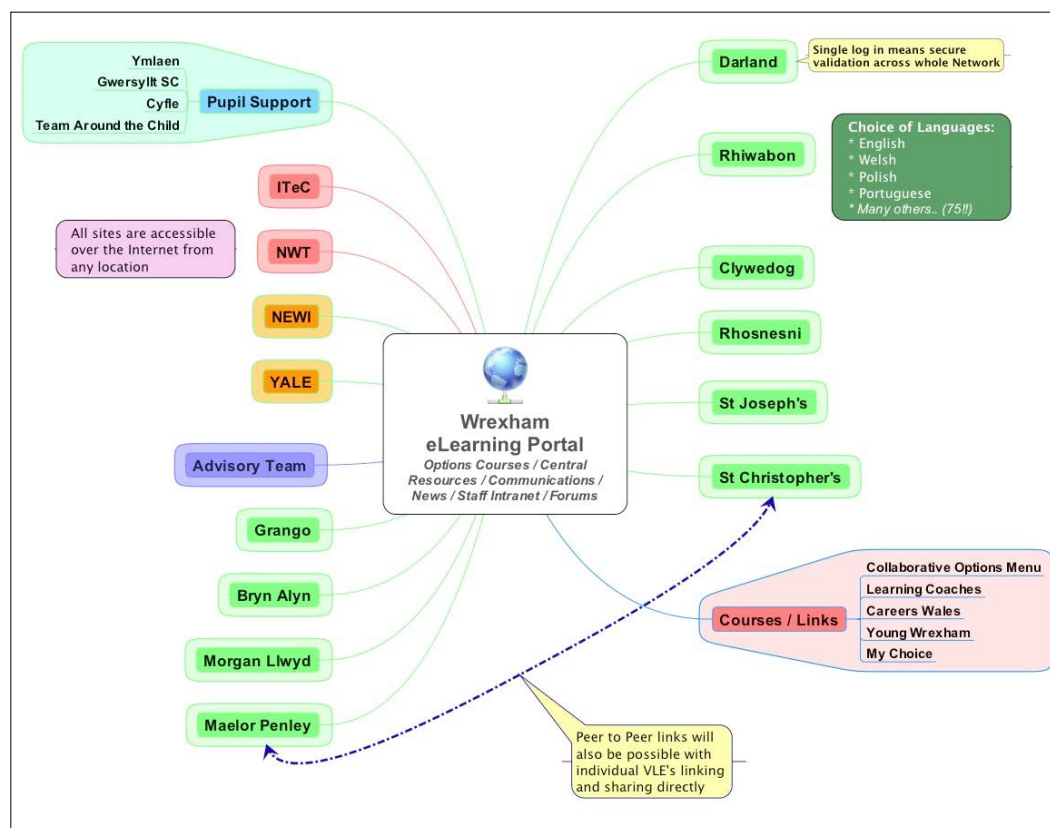 Ymlaen
Gwersyllt SC
Cyfle
Team Around the Child
Pupil Support
ITeC
NWT
All sites are accessible
over the Internet from
any location
NEWI
YALE
Advisory Team
Grango
Bryn Alyn
Morgan Llwyd
Maelor Penley
Wrexham
eLearning Portal
Options Courses / Central
Resources / Communications /
News / Staff Intranet / Forums
Darland
Single log in means secure
validation across whole Network
Rhiwabon
Choice of Languages:
* English
* Welsh
* Polish
* Portuguese
* Many others.. (75!!)
Clywedog
Rhosnesni
St Joseph's
St Christopher's
Courses / Links
Collaborative Options Menu
Learning Coaches
Careers Wales
Young Wrexham
My Choice
Peer to Peer links will
also be possible with
individual VLE's linking
and sharing directly